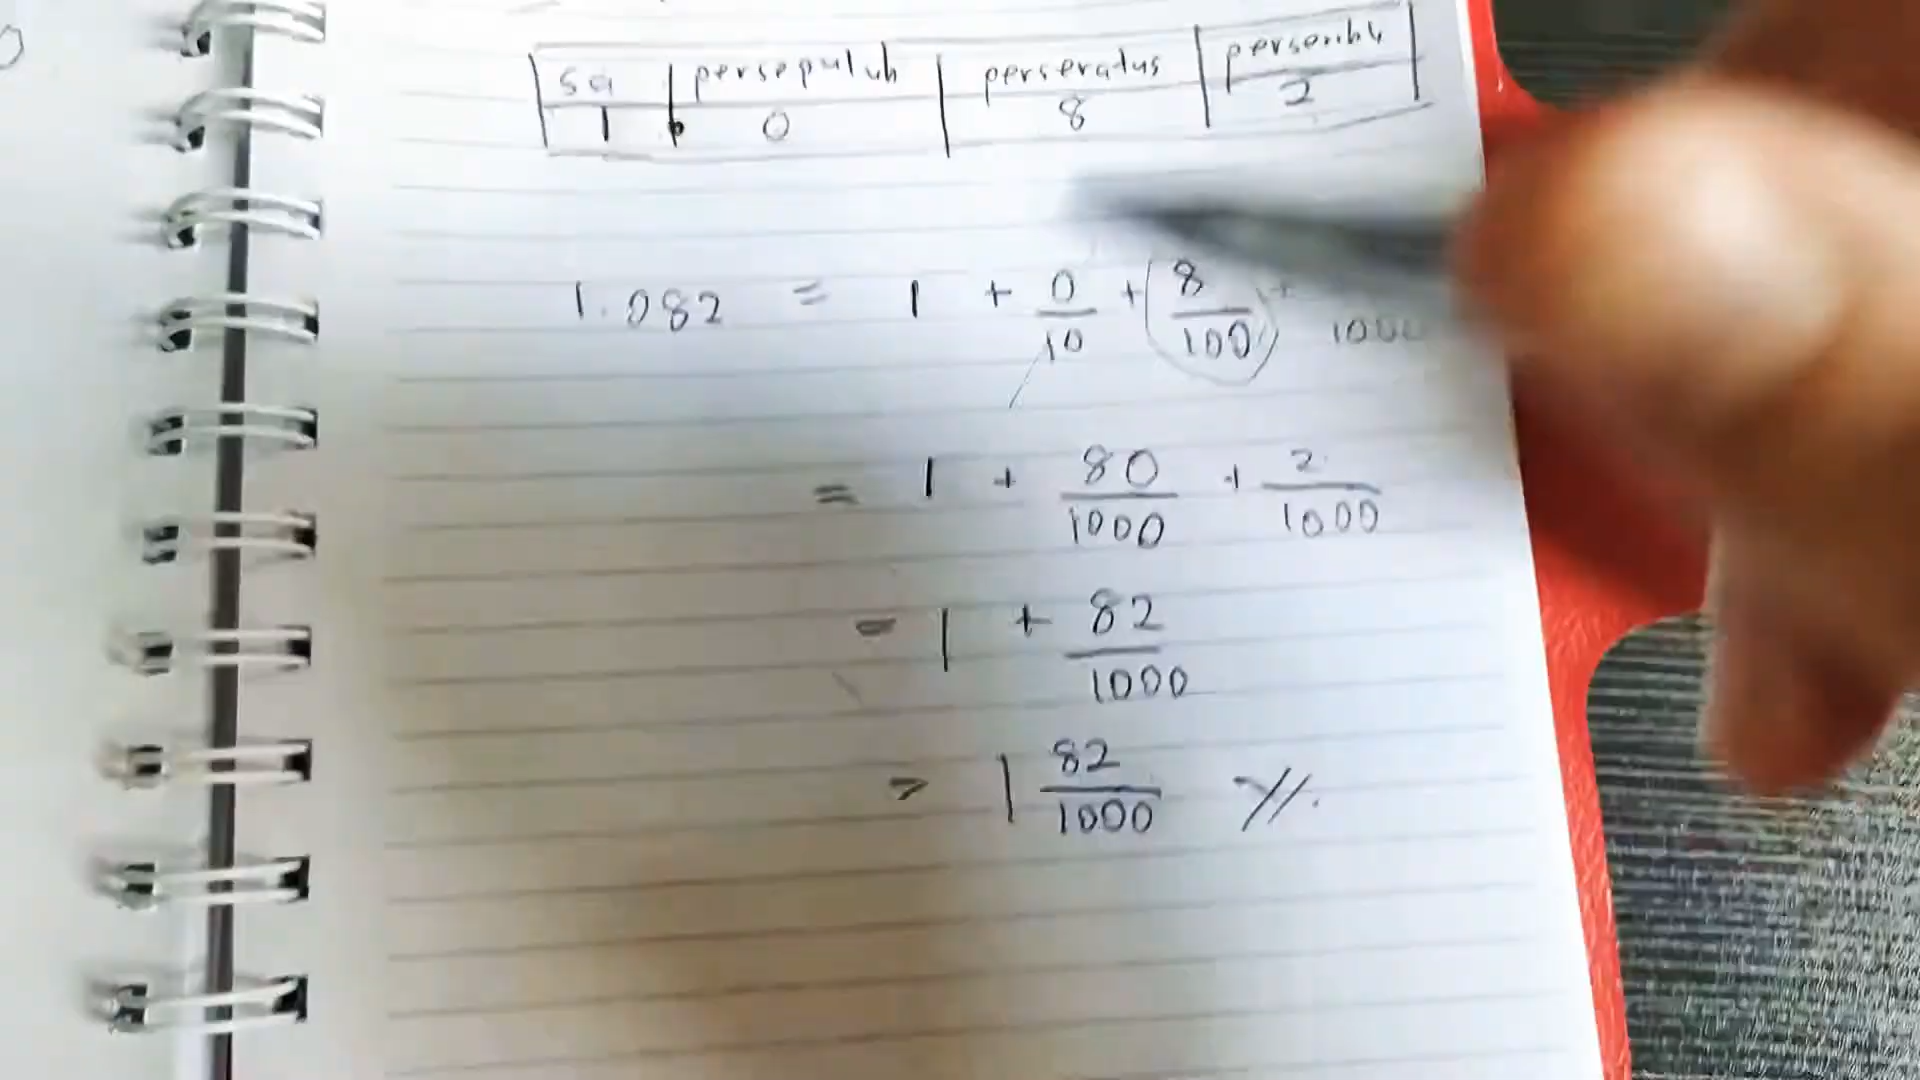 sa persepuluh perseratus perseribu
1 . 0 8 2
1.082 = 1 + 0/10 + (8/100) + /1000
= 1 + 80/1000 + 2/1000
= 1 + 82/1000
= 1 82/1000 //.